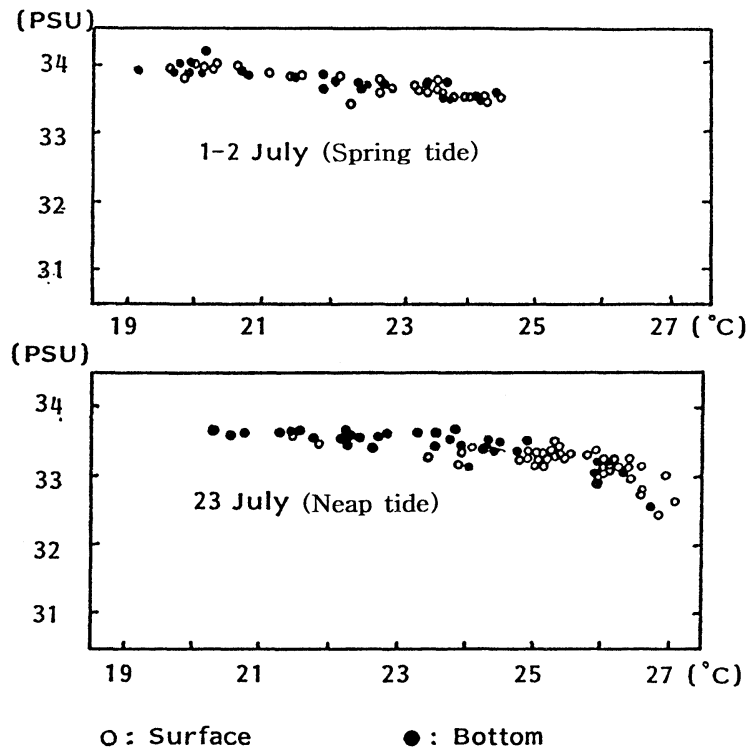 (PSU)
34
33
32
31
1-2 July (Spring tide)
19 21 23 25 27 (°C)
(PSU)
34
33
32
31
23 July (Neap tide)
19 21 23 25 27 (°C)
○: Surface ●: Bottom